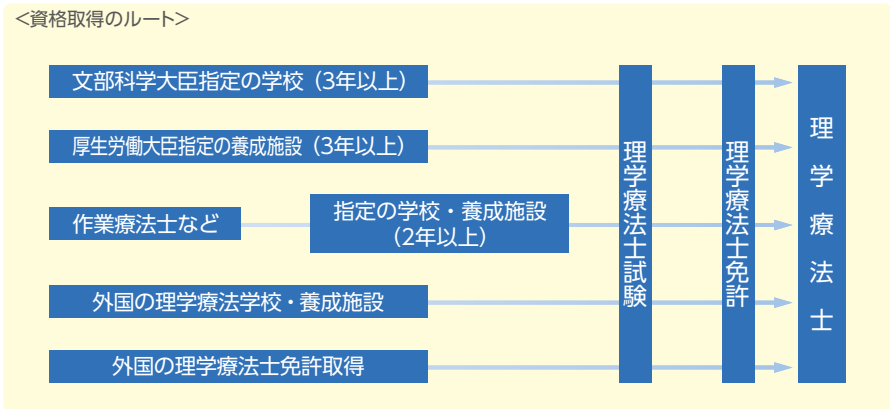 <資格取得のルート>
文部科学大臣指定の学校（3年以上）
厚生労働大臣指定の養成施設（3年以上）
作業療法士など
指定の学校・養成施設
（2年以上）
外国の理学療法学校・養成施設
外国の理学療法士免許取得
理学療法士試験
理学療法士免許
理学療法士